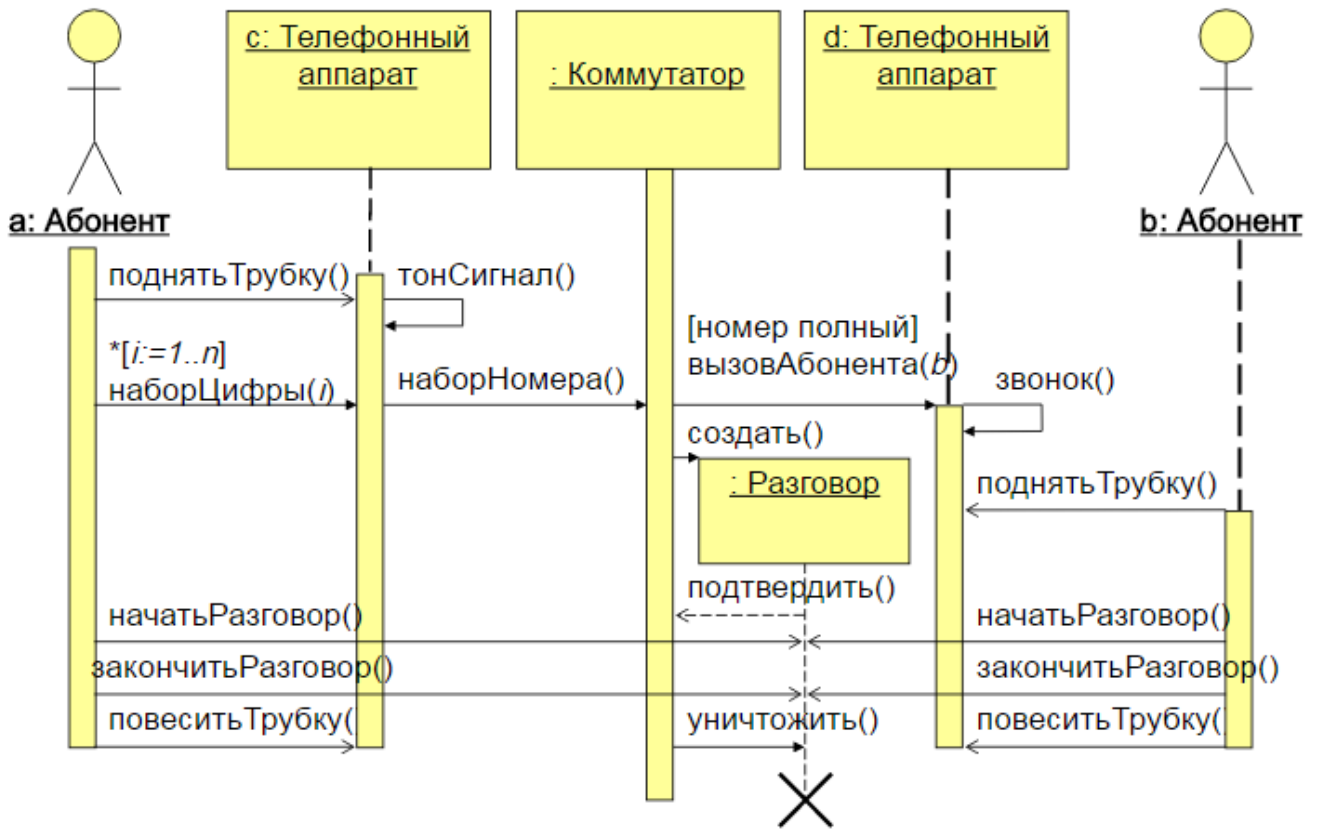 с: Телефонный
аппарат
: Коммутатор
d: Телефонный
аппарат
а: Абонент
b: Абонент
поднятьТрубку()
тонСигнал()
*[i:=1..n]
наборЦифры(i)
наборНомера()
[номер полный]
вызовАбонента(b)
звонок()
создать()
: Разговор
поднятьТрубку()
подтвердить()
начатьРазговор()
начатьРазговор()
закончитьРазговор()
закончитьРазговор()
повеситьТрубку(
уничтожить()
повеситьТрубку(